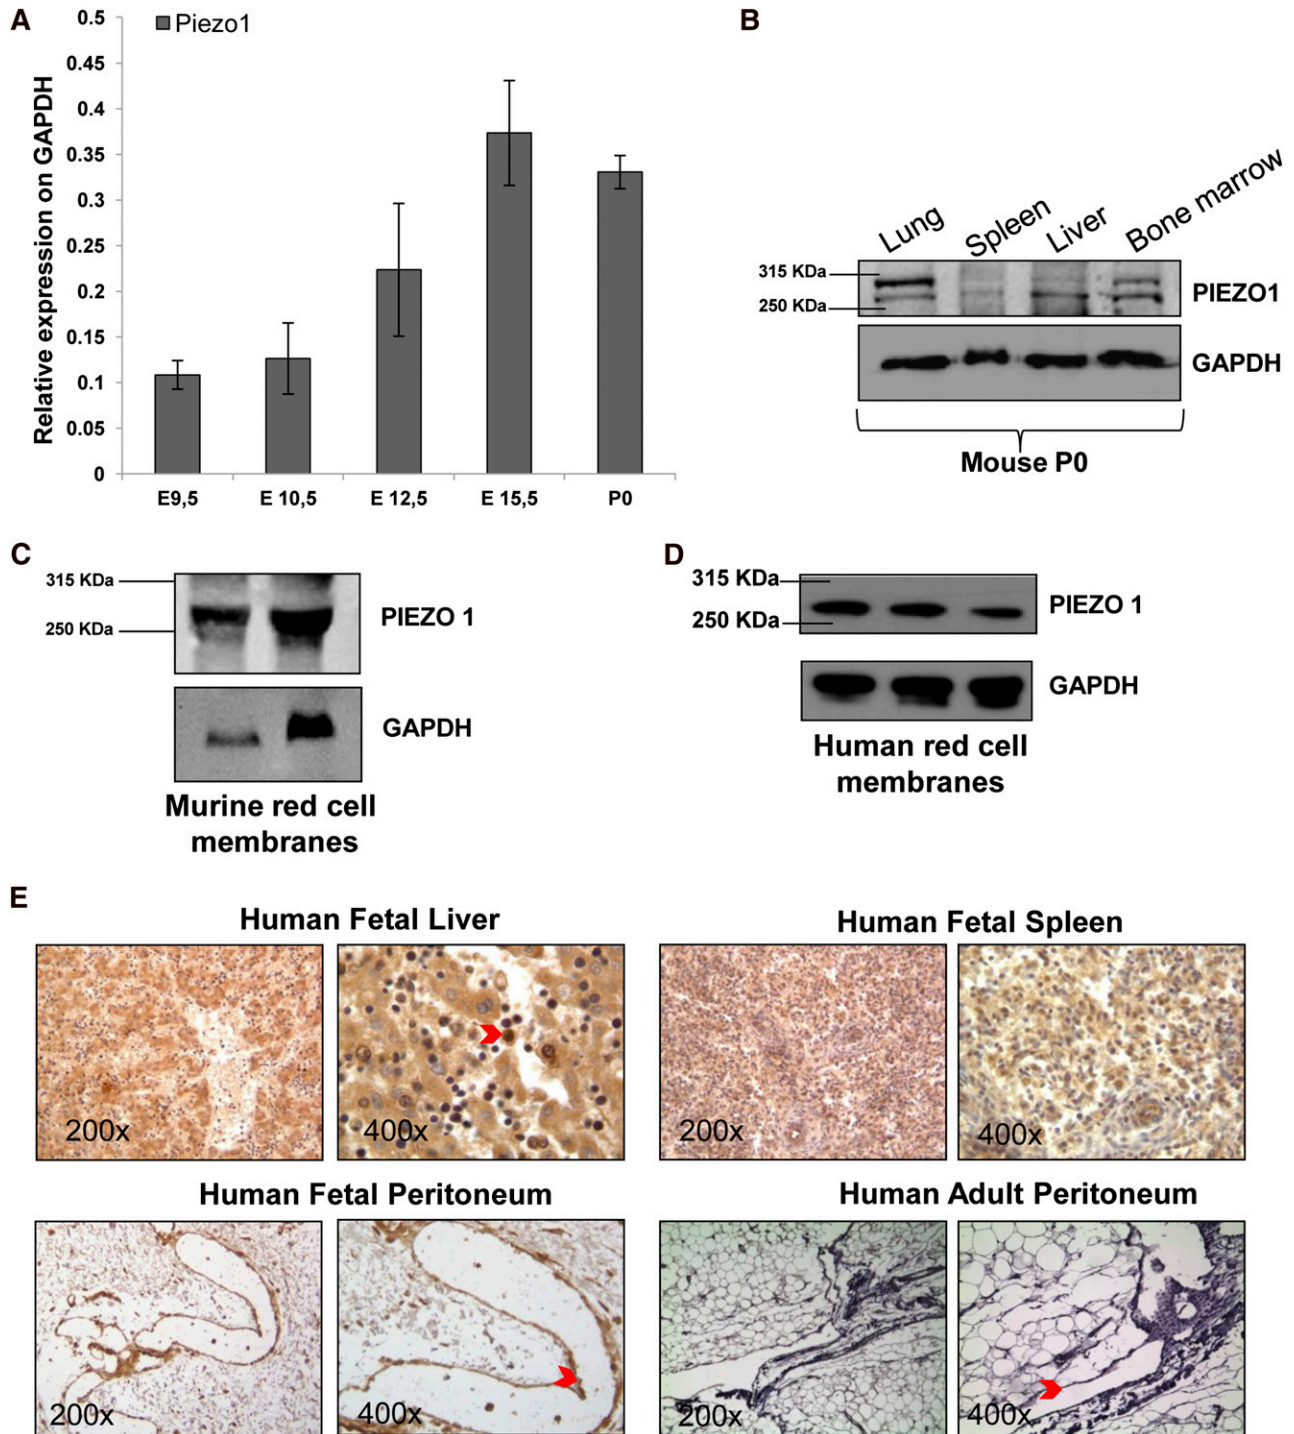 A
Piezo1
Relative expression on GAPDH
0.5
0.45
0.4
0.35
0.3
0.25
0.2
0.15
0.1
0.05
0
E9,5
E 10,5
E 12,5
E 15,5
P0
B
Lung
Spleen
Liver
Bone marrow
315 KDa
250 KDa
PIEZO1
GAPDH
Mouse P0
C
315 KDa
250 KDa
PIEZO 1
GAPDH
Murine red cell
membranes
D
315 KDa
250 KDa
PIEZO 1
GAPDH
Human red cell
membranes
E
Human Fetal Liver
200x
400x
Human Fetal Spleen
200x
400x
Human Fetal Peritoneum
200x
400x
Human Adult Peritoneum
200x
400x